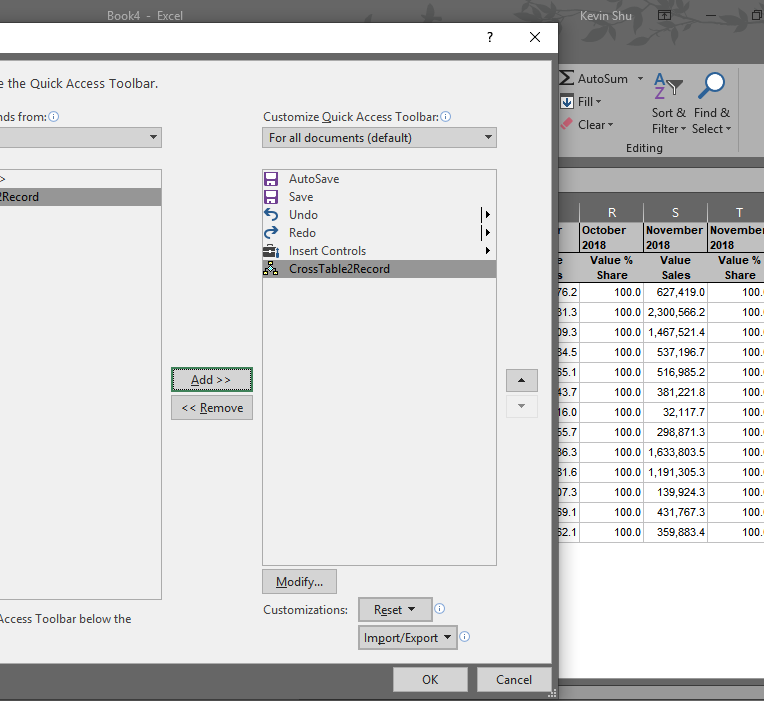 Book4 - Excel
Kevin Shu
?
e the Quick Access Toolbar.
nds from:
Customize Quick Access Toolbar:
For all documents (default)
>
2Record
AutoSave
Save
Undo
Redo
Insert Controls
CrossTable2Record
Add >>
<< Remove
Modify...
Customizations:
Reset
Import/Export
Access Toolbar below the
OK
Cancel
AutoSum
Fill
Clear
Sort &
Filter
Find &
Select
Editing
R S T
r October November November
2018 2018 2018
e Value % Value Value %
s Share Sales Share
76.2 100.0 627,419.0 100.
31.3 100.0 2,300,566.2 100.
09.3 100.0 1,467,521.4 100.
34.5 100.0 537,196.7 100.
65.1 100.0 516,985.2 100.
43.7 100.0 381,221.8 100.
16.0 100.0 32,117.7 100.
55.7 100.0 298,871.3 100.
36.3 100.0 1,633,803.5 100.
31.6 100.0 1,191,305.3 100.
07.3 100.0 139,924.3 100.
69.1 100.0 431,767.3 100.
62.1 100.0 359,883.4 100.